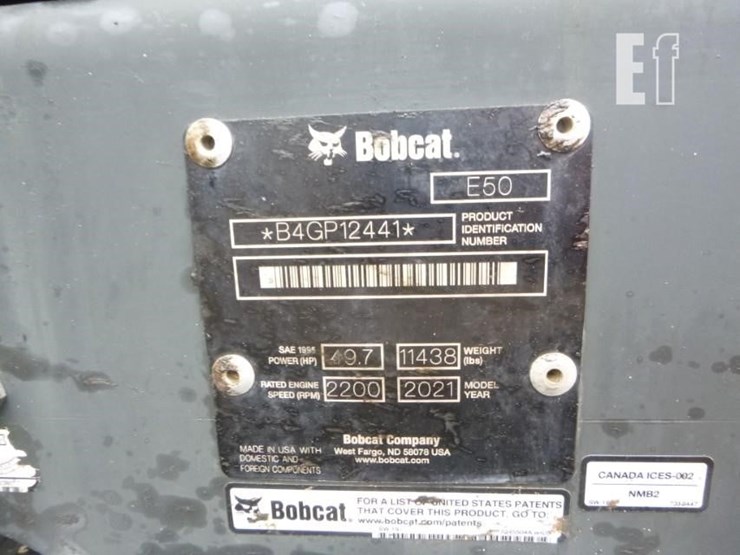 Ef
Bobcat.
E50
*B4GP12441*
PRODUCT
IDENTIFICATION
NUMBER
SAE 1995
POWER (HP) 49.7 11438 WEIGHT
(lbs)
RATED ENGINE
SPEED (RPM) 2200 2021 MODEL
YEAR
Bobcat Company
West Fargo, ND 58078 USA
www.bobcat.com
MADE IN USA WITH
DOMESTIC AND
FOREIGN COMPONENTS
CANADA ICES-002
NMB2
Bobcat.
FOR A LIST OF UNITED STATES PATENTS
THAT COVER THIS PRODUCT, GO TO:
www.bobcat.com/patents